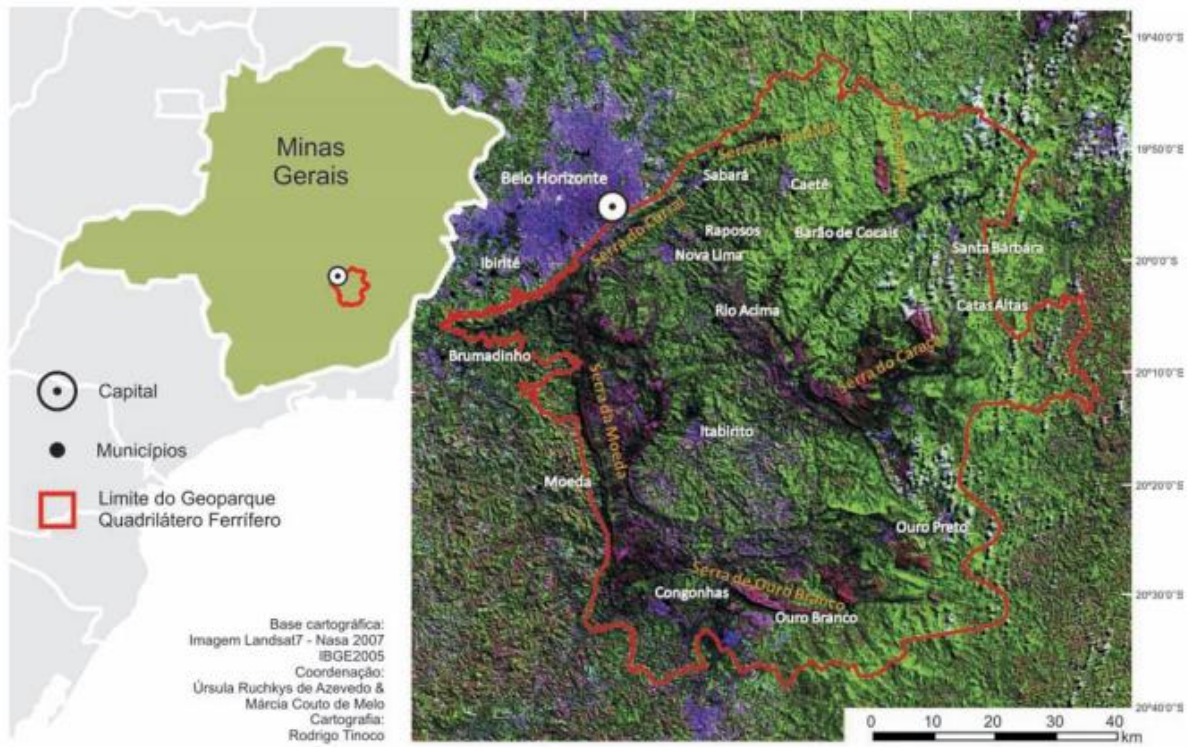 Minas
Gerais
Capital
Municípios
Limite do Geoparque
Quadrilátero Ferrífero
Base cartográfica:
Imagem Landsat7 - Nasa 2007
IBGE2005
Coordenação:
Úrsula Ruchkys de Azevedo &
Márcia Couto de Melo
Cartografia:
Rodrigo Tinoco
Belo Horizonte
Serra da
Sabará
Caeté
Serra do Curral
Raposos
Barão de Cocais
Ibirité
Nova Lima
Santa Bárbara
Rio Acima
Catas Altas
Brumadinho
Serra do Caraça
Serra da Moeda
Itabirito
Moeda
Ouro Preto
Serra de Ouro Branco
Congonhas
Ouro Branco
19°40'0"S
19°50'0"S
20°0'0"S
20°10'0"S
20°20'0"S
20°30'0"S
20°40'0"S
0 10 20 30 40
km